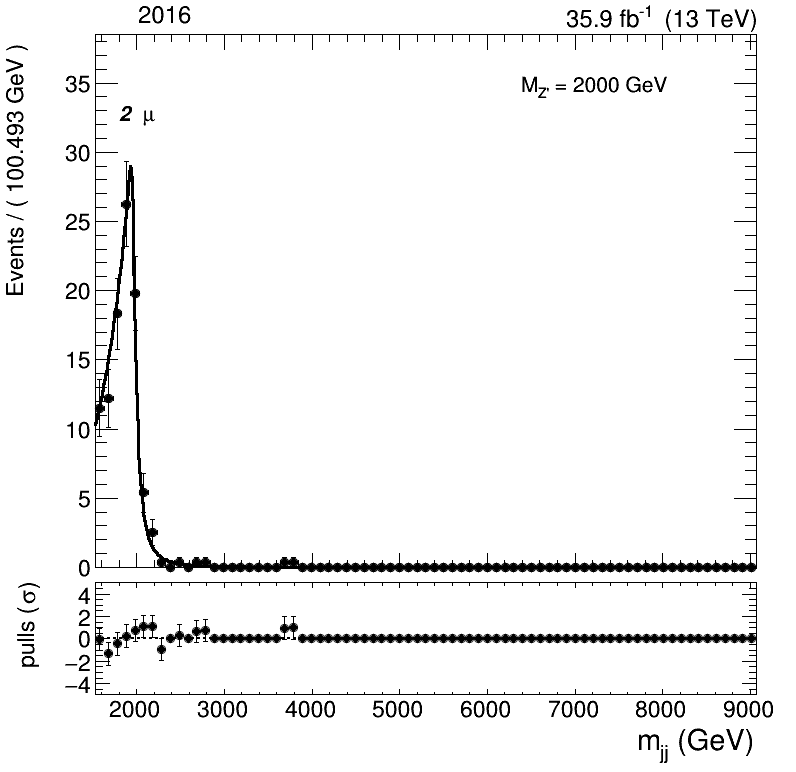 2016 35.9 fb⁻¹ (13 TeV)
Events / ( 100.493 GeV )
M_Z' = 2000 GeV
2 μ
35
30
25
20
15
10
5
0
pulls (σ)
4
2
0
−2
−4
2000 3000 4000 5000 6000 7000 8000 9000
m_jj (GeV)